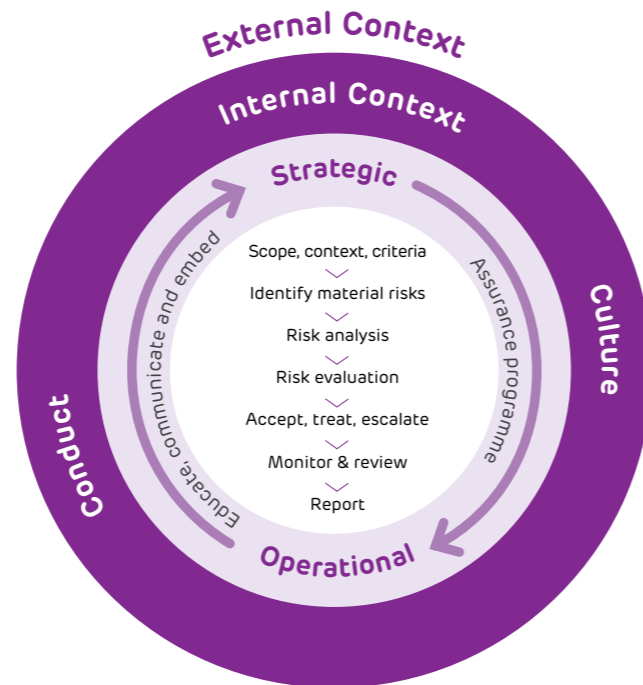 External Context
Internal Context
Strategic
Scope, context, criteria
Identify material risks
Risk analysis
Risk evaluation
Accept, treat, escalate
Monitor & review
Report
Operational
Educate, communicate and embed
Assurance programme
Conduct
Culture